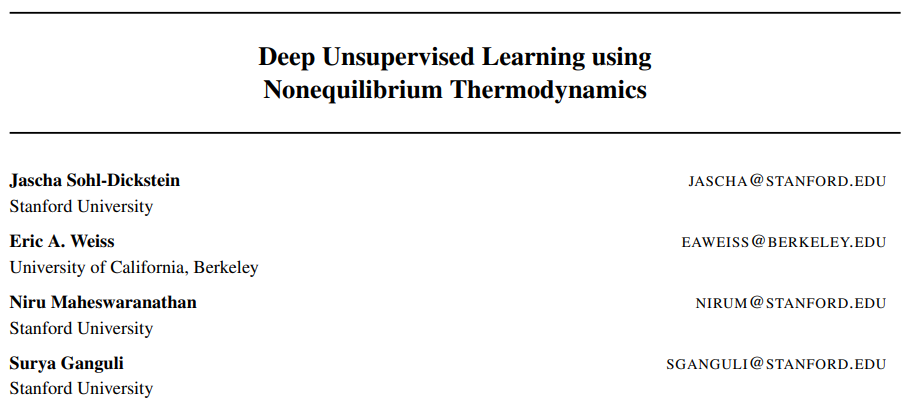 Deep Unsupervised Learning using
Nonequilibrium Thermodynamics
Jascha Sohl-Dickstein JASCHA@STANFORD.EDU
Stanford University
Eric A. Weiss EAWEISS@BERKELEY.EDU
University of California, Berkeley
Niru Maheswaranathan NIRUM@STANFORD.EDU
Stanford University
Surya Ganguli SGANGULI@STANFORD.EDU
Stanford University